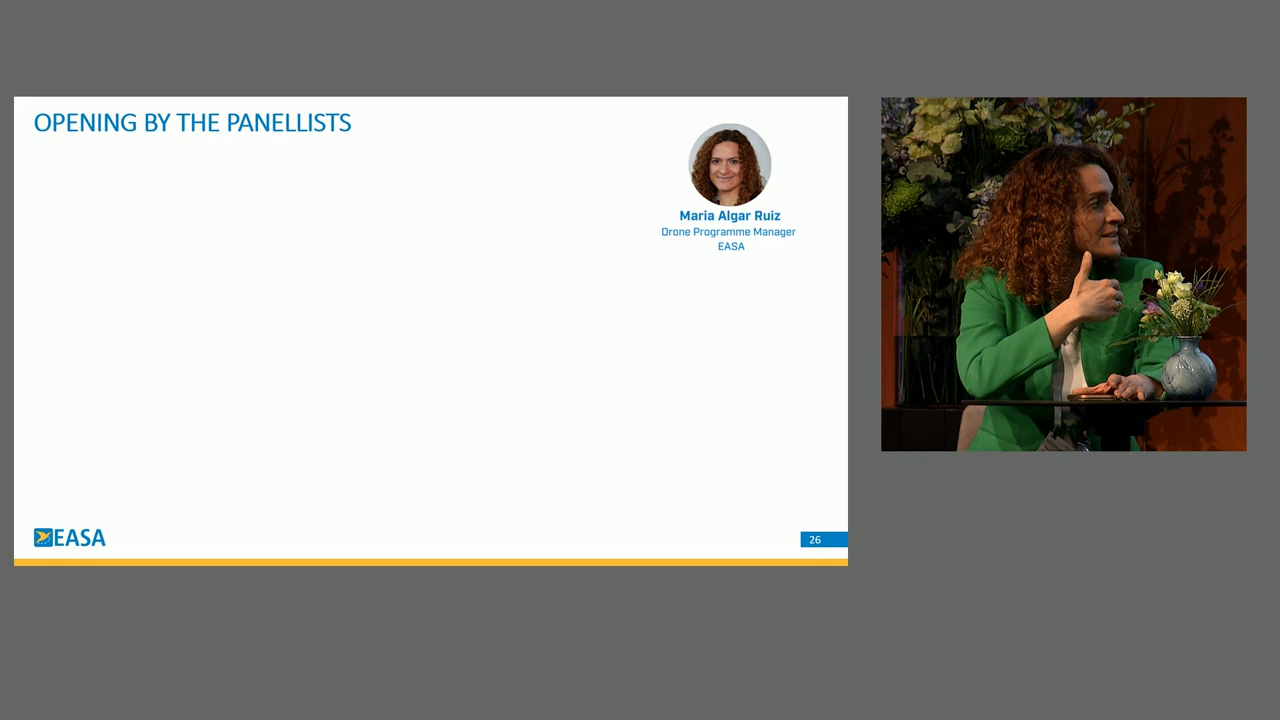 OPENING BY THE PANELLISTS
Maria Algar Ruiz
Drone Programme Manager
EASA
EASA
26